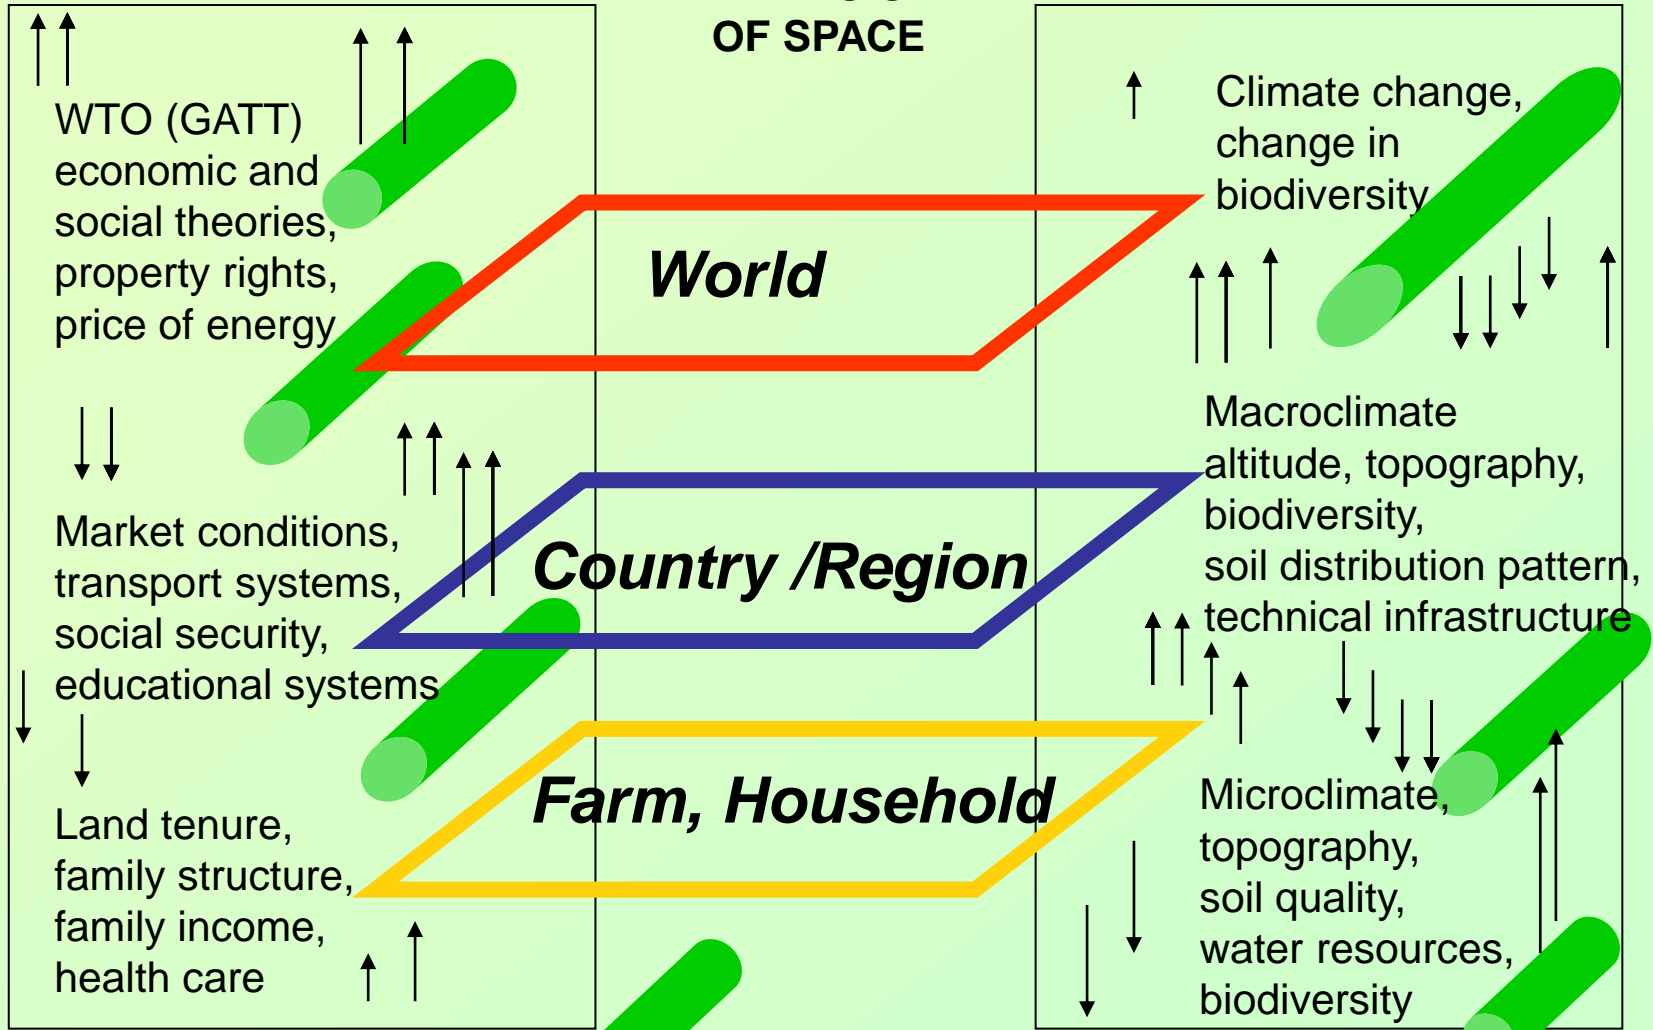 OF SPACE
WTO (GATT)
economic and
social theories,
property rights,
price of energy
Market conditions,
transport systems,
social security,
educational systems
Land tenure,
family structure,
family income,
health care
World
Country /Region
Farm, Household
Climate change,
change in
biodiversity
Macroclimate
altitude, topography,
biodiversity,
soil distribution pattern,
technical infrastructure
Microclimate,
topography,
soil quality,
water resources,
biodiversity